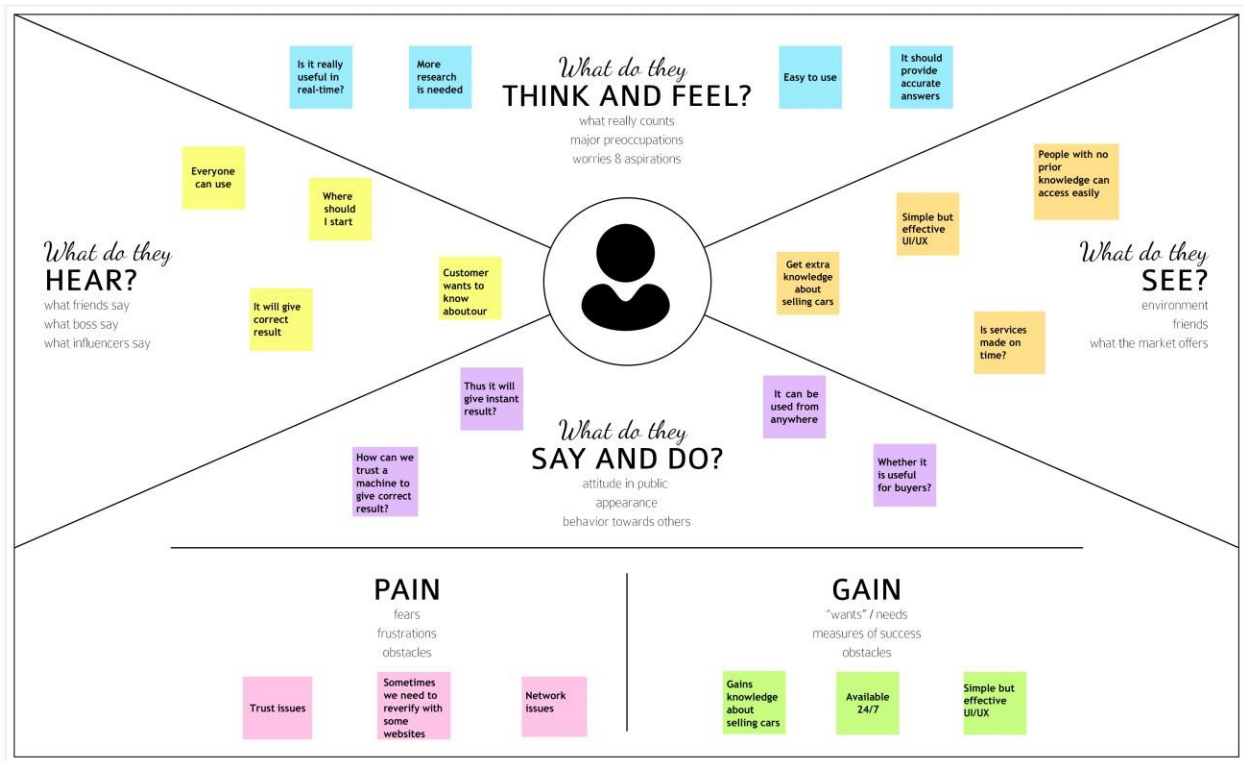 Is it really
useful in
real-time?
More
research
is needed
What do they
THINK AND FEEL?
what really counts
major preoccupations
worries & aspirations
Easy to use
It should
provide
accurate
answers
Everyone
can use
Where
should
I start
What do they
HEAR?
what friends say
what boss say
what influencers say
It will give
correct
result
Customer
wants to
know
aboutour
People with no
prior
knowledge can
access easily
Simple but
effective
UI/UX
Get extra
knowledge
about
selling cars
What do they
SEE?
environment
friends
what the market offers
Is services
made on
time?
Thus it will
give instant
result?
How can we
trust a
machine to
give correct
result?
What do they
SAY AND DO?
attitude in public
appearance
behavior towards others
It can be
used from
anywhere
Whether it
is useful
for buyers?
PAIN
fears
frustrations
obstacles
Trust issues
Sometimes
we need to
reverify with
some
websites
Network
issues
GAIN
"wants" / needs
measures of success
obstacles
Gains
knowledge
about
selling cars
Available
24/7
Simple but
effective
UI/UX